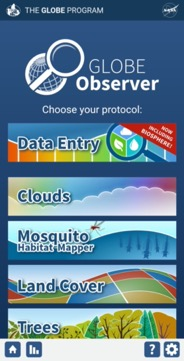 THE GLOBE PROGRAM
NASA
GLOBE
Observer
Choose your protocol:
Data Entry
NOW
INCLUDING
BIOSPHERE!
Clouds
Mosquito
Habitat Mapper
Land Cover
Trees
?